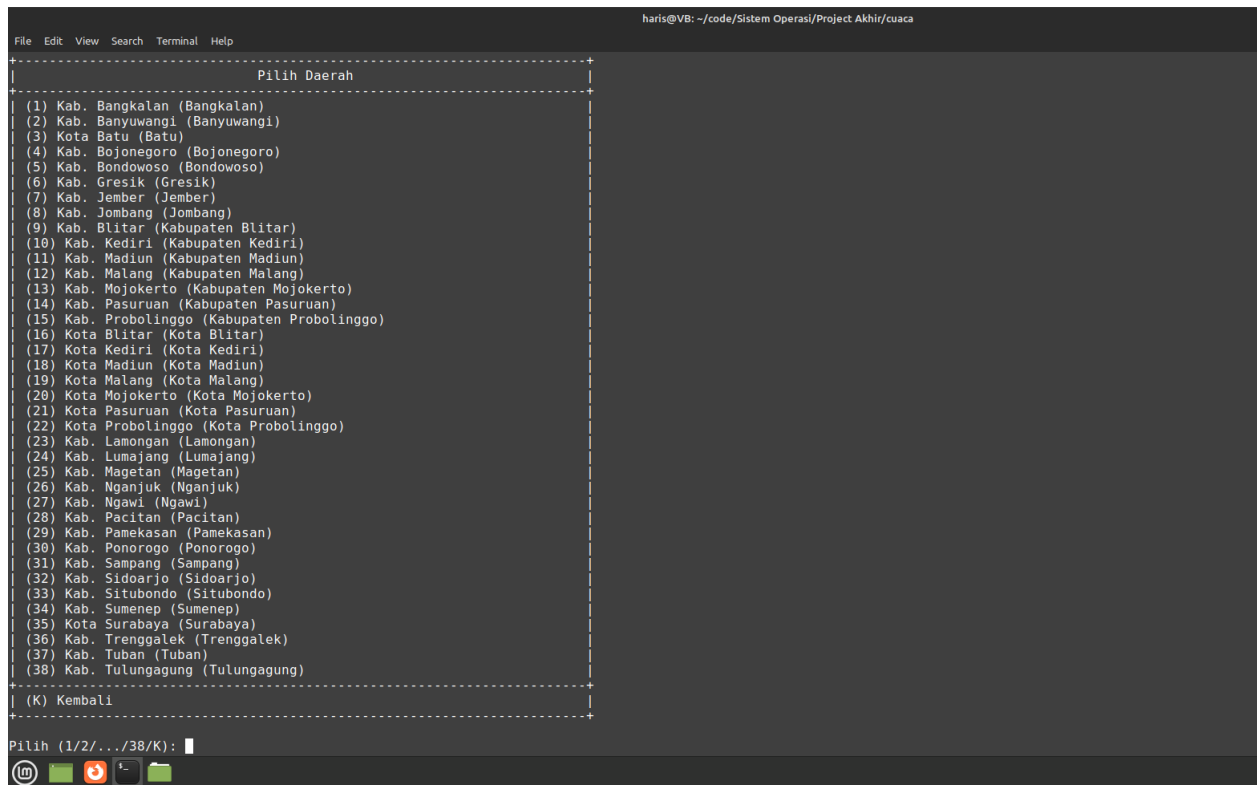 haris@VB: ~/code/Sistem Operasi/Project Akhir/cuaca
File Edit View Search Terminal Help
+-----------------------------------------------------------------------+
| Pilih Daerah |
+-----------------------------------------------------------------------+
| (1) Kab. Bangkalan (Bangkalan) |
| (2) Kab. Banyuwangi (Banyuwangi) |
| (3) Kota Batu (Batu) |
| (4) Kab. Bojonegoro (Bojonegoro) |
| (5) Kab. Bondowoso (Bondowoso) |
| (6) Kab. Gresik (Gresik) |
| (7) Kab. Jember (Jember) |
| (8) Kab. Jombang (Jombang) |
| (9) Kab. Blitar (Kabupaten Blitar) |
| (10) Kab. Kediri (Kabupaten Kediri) |
| (11) Kab. Madiun (Kabupaten Madiun) |
| (12) Kab. Malang (Kabupaten Malang) |
| (13) Kab. Mojokerto (Kabupaten Mojokerto) |
| (14) Kab. Pasuruan (Kabupaten Pasuruan) |
| (15) Kab. Probolinggo (Kabupaten Probolinggo) |
| (16) Kota Blitar (Kota Blitar) |
| (17) Kota Kediri (Kota Kediri) |
| (18) Kota Madiun (Kota Madiun) |
| (19) Kota Malang (Kota Malang) |
| (20) Kota Mojokerto (Kota Mojokerto) |
| (21) Kota Pasuruan (Kota Pasuruan) |
| (22) Kota Probolinggo (Kota Probolinggo) |
| (23) Kab. Lamongan (Lamongan) |
| (24) Kab. Lumajang (Lumajang) |
| (25) Kab. Magetan (Magetan) |
| (26) Kab. Nganjuk (Nganjuk) |
| (27) Kab. Ngawi (Ngawi) |
| (28) Kab. Pacitan (Pacitan) |
| (29) Kab. Pamekasan (Pamekasan) |
| (30) Kab. Ponorogo (Ponorogo) |
| (31) Kab. Sampang (Sampang) |
| (32) Kab. Sidoarjo (Sidoarjo) |
| (33) Kab. Situbondo (Situbondo) |
| (34) Kab. Sumenep (Sumenep) |
| (35) Kota Surabaya (Surabaya) |
| (36) Kab. Trenggalek (Trenggalek) |
| (37) Kab. Tuban (Tuban) |
| (38) Kab. Tulungagung (Tulungagung) |
+-----------------------------------------------------------------------+
| (K) Kembali |
+-----------------------------------------------------------------------+
Pilih (1/2/.../38/K):